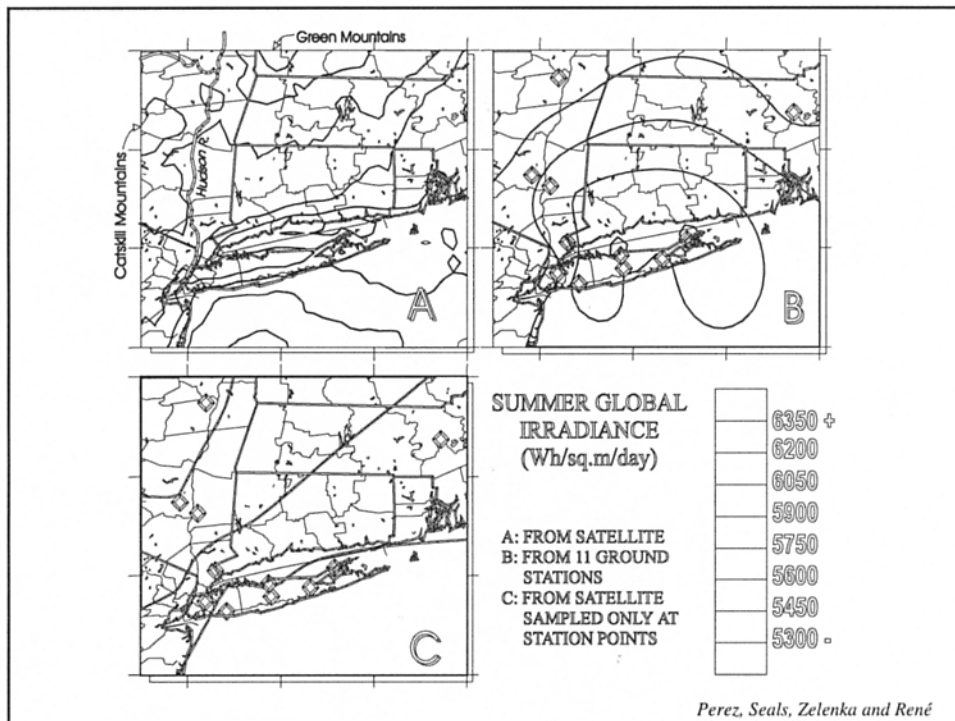 Green Mountains
Catskill Mountains
Hudson R.
A
B
C
SUMMER GLOBAL
IRRADIANCE
(Wh/sq.m/day)
A: FROM SATELLITE
B: FROM 11 GROUND
STATIONS
C: FROM SATELLITE
SAMPLED ONLY AT
STATION POINTS
6350 +
6200
6050
5900
5750
5600
5450
5300 -
Perez, Seals, Zelenka and René